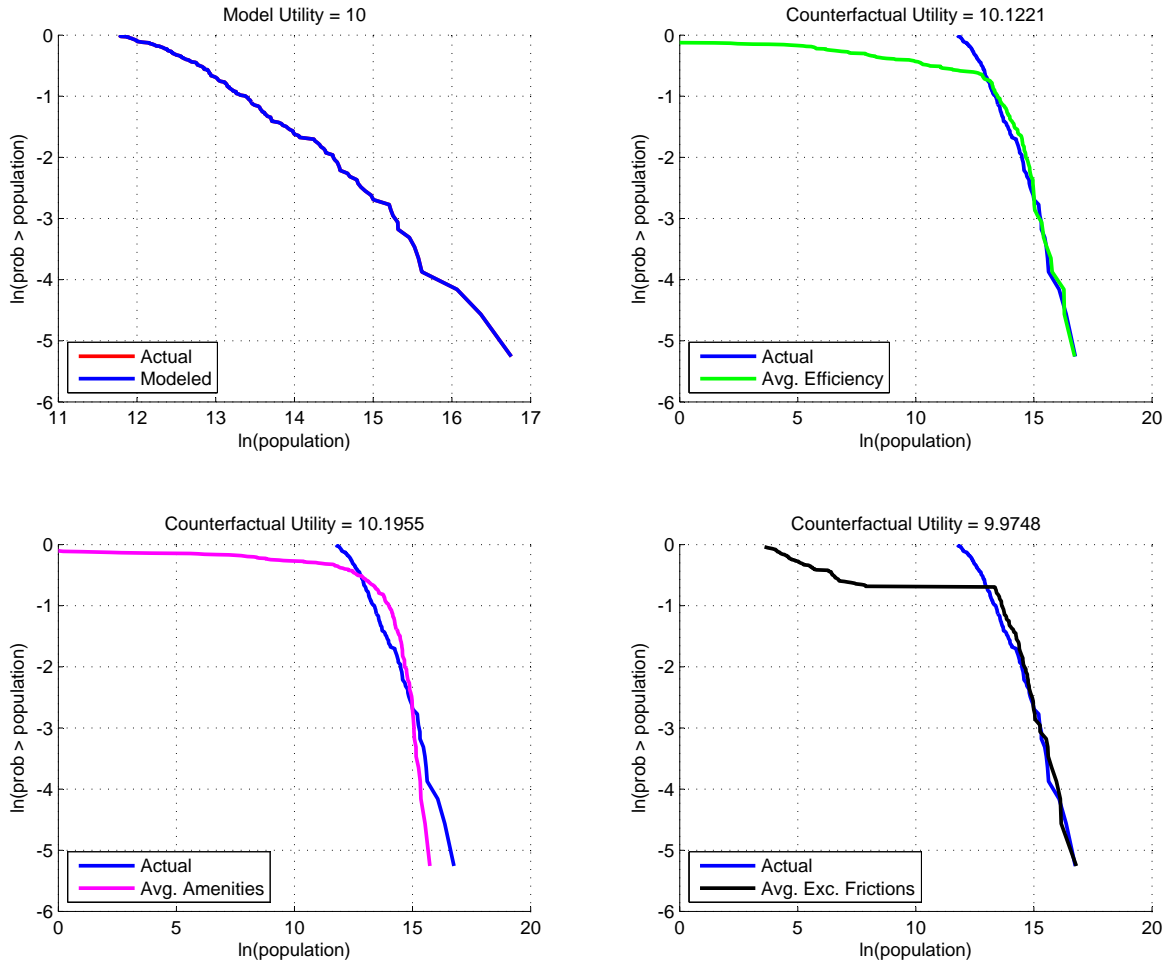 Model Utility = 10
0
-1
-2
-3
-4
-5
-6
ln(prob > population)
Actual
Modeled
11 12 13 14 15 16 17
ln(population)
Counterfactual Utility = 10.1221
0
-1
-2
-3
-4
-5
-6
ln(prob > population)
Actual
Avg. Efficiency
0 5 10 15 20
ln(population)
Counterfactual Utility = 10.1955
0
-1
-2
-3
-4
-5
-6
ln(prob > population)
Actual
Avg. Amenities
0 5 10 15 20
ln(population)
Counterfactual Utility = 9.9748
0
-1
-2
-3
-4
-5
-6
ln(prob > population)
Actual
Avg. Exc. Frictions
0 5 10 15 20
ln(population)